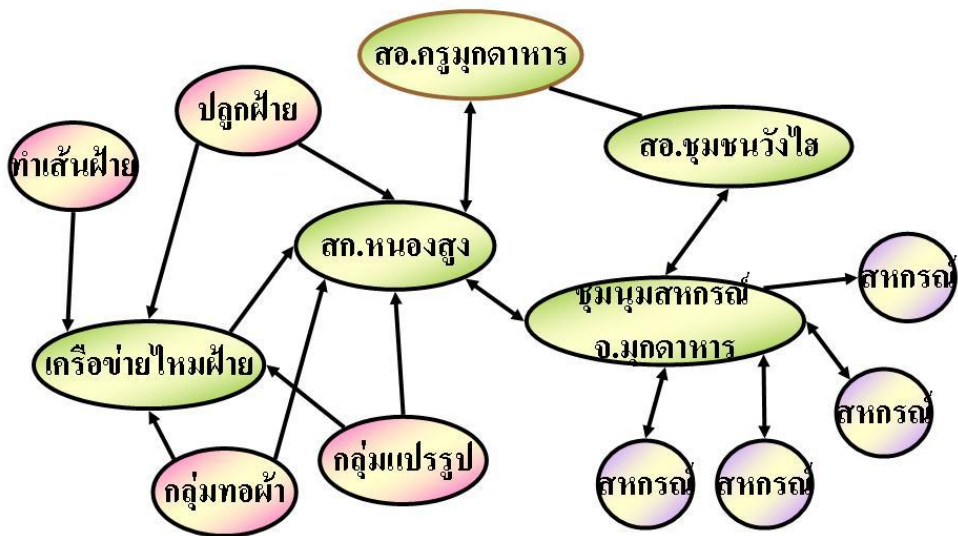 สอ.ครูมุกดาหาร
ปลูกฝ้าย
สอ.ชุมชนวังไฮ
ทำเส้นฝ้าย
สก.หนองสูง
สหกรณ์
ชุมนุมสหกรณ์
จ.มุกดาหาร
เครือข่ายไหมฝ้าย
สหกรณ์
กลุ่มแปรรูป
กลุ่มทอผ้า
สหกรณ์
สหกรณ์